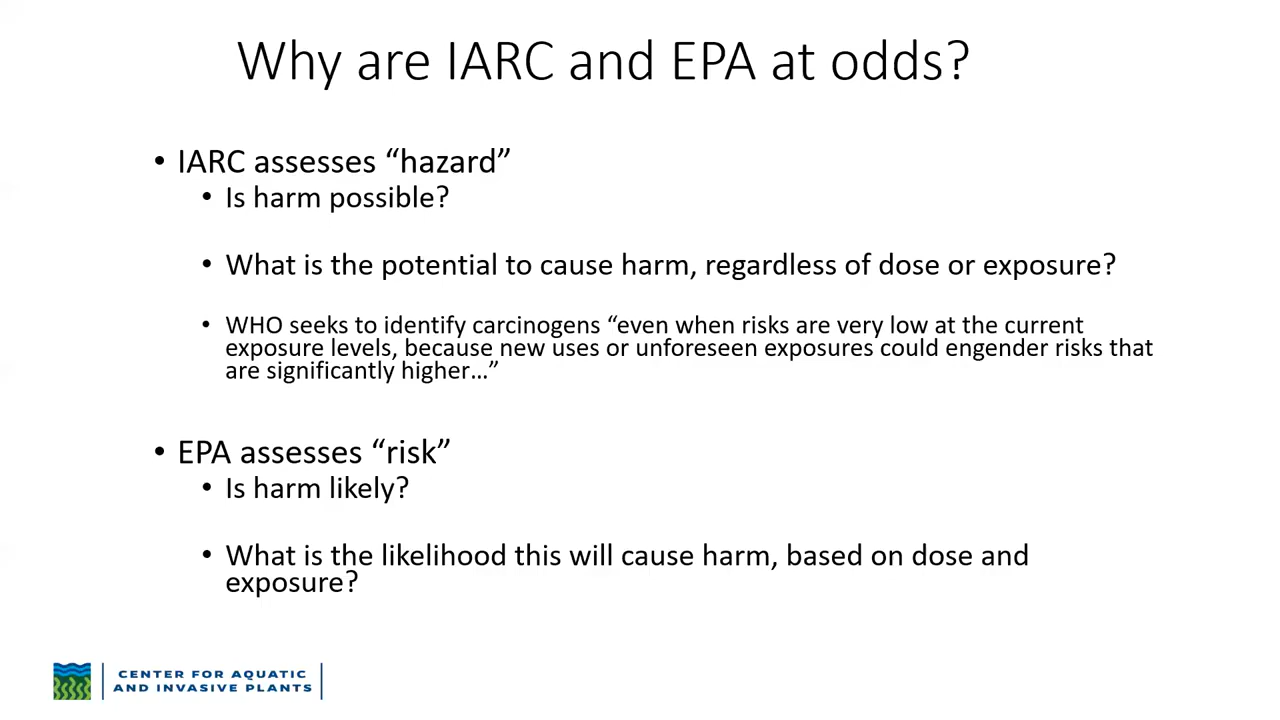 Why are IARC and EPA at odds?
• IARC assesses “hazard”
• Is harm possible?
• What is the potential to cause harm, regardless of dose or exposure?
• WHO seeks to identify carcinogens “even when risks are very low at the current
exposure levels, because new uses or unforeseen exposures could engender risks that
are significantly higher…”
• EPA assesses “risk”
• Is harm likely?
• What is the likelihood this will cause harm, based on dose and
exposure?
CENTER FOR AQUATIC
AND INVASIVE PLANTS